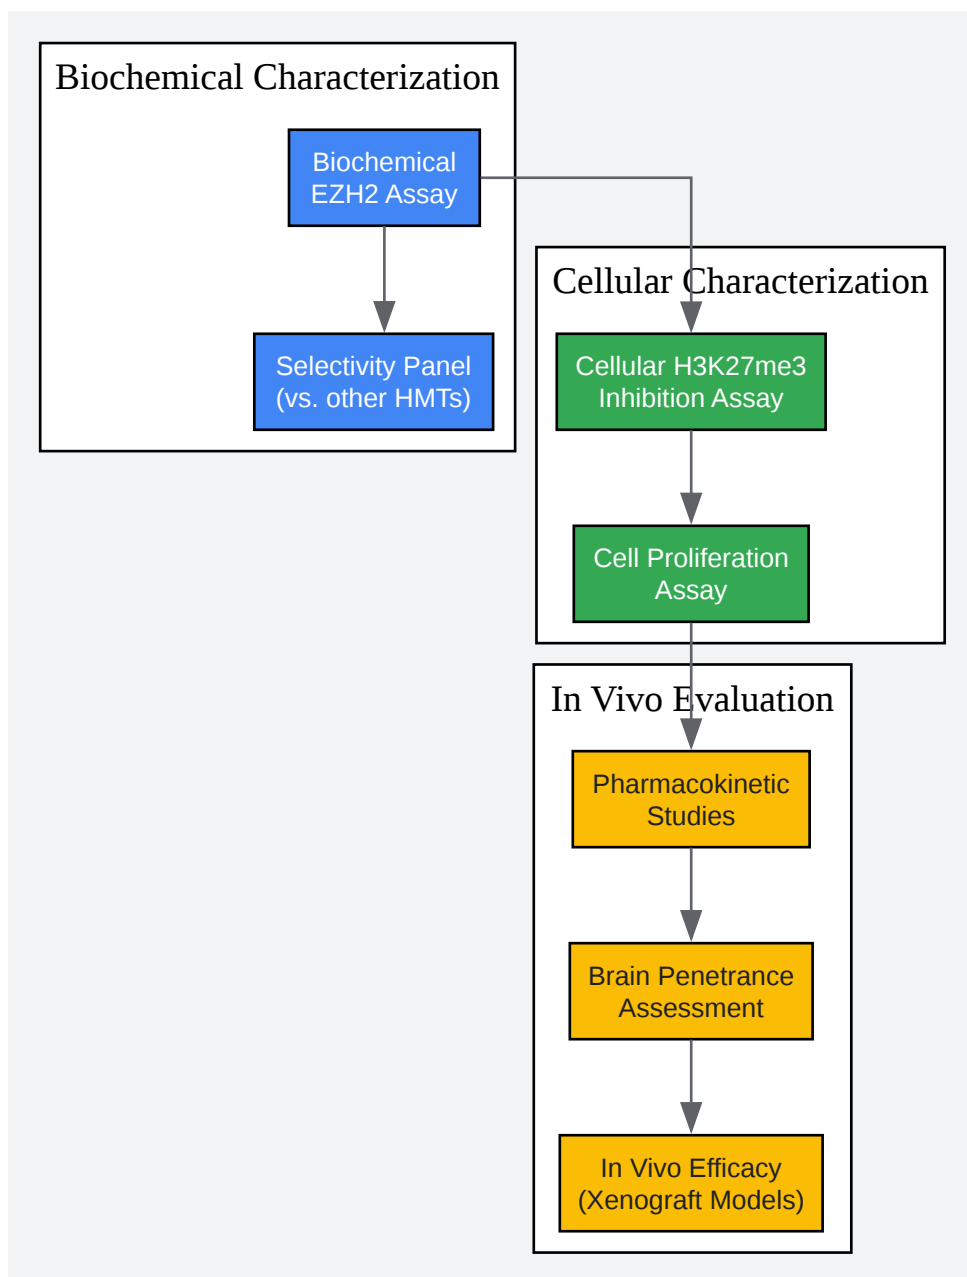 Biochemical Characterization
Biochemical
EZH2 Assay
Selectivity Panel
(vs. other HMTs)
Cellular Characterization
Cellular H3K27me3
Inhibition Assay
Cell Proliferation
Assay
In Vivo Evaluation
Pharmacokinetic
Studies
Brain Penetrance
Assessment
In Vivo Efficacy
(Xenograft Models)